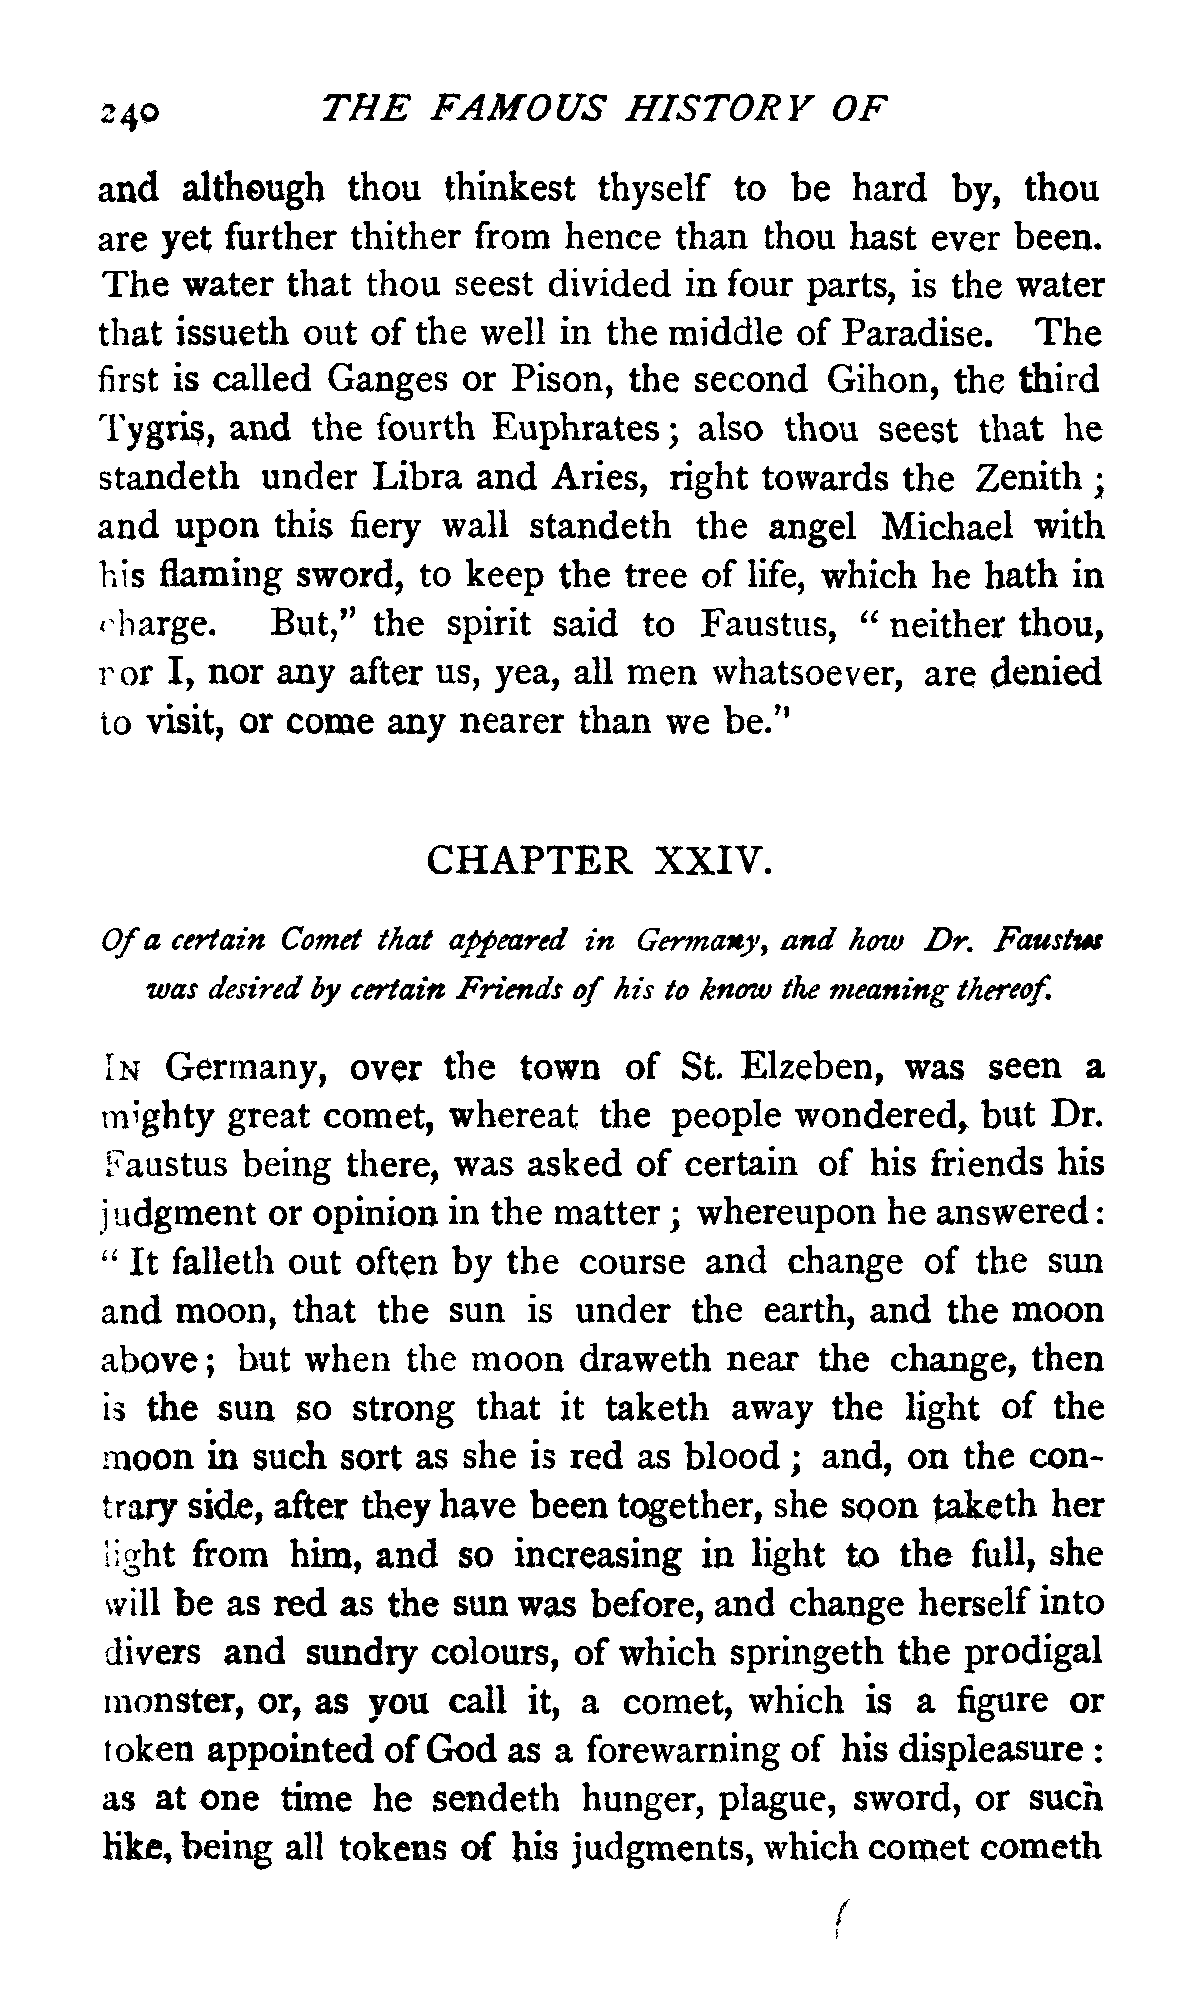 240 THE FAMOUS HISTORY OF
and although thou thinkest thyself to be hard by, thou
are yet further thither from hence than thou hast ever been.
The water that thou seest divided in four parts, is the water
that issueth out of the well in the middle of Paradise. The
first is called Ganges or Pison, the second Gihon, the third
Tygris, and the fourth Euphrates; also thou seest that he
standeth under Libra and Aries, right towards the Zenith;
and upon this fiery wall standeth the angel Michael with
his flaming sword, to keep the tree of life, which he hath in
charge. But," the spirit said to Faustus, "neither thou,
nor I, nor any after us, yea, all men whatsoever, are denied
to visit, or come any nearer than we be."
CHAPTER XXIV.
Of a certain Comet that appeared in Germany, and how Dr. Faustus
was desired by certain Friends of his to know the meaning thereof.
IN Germany, over the town of St. Elzeben, was seen a
mighty great comet, whereat the people wondered, but Dr.
Faustus being there, was asked of certain of his friends his
judgment or opinion in the matter; whereupon he answered:
"It falleth out often by the course and change of the sun
and moon, that the sun is under the earth, and the moon
above; but when the moon draweth near the change, then
is the sun so strong that it taketh away the light of the
moon in such sort as she is red as blood; and, on the con-
trary side, after they have been together, she soon taketh her
light from him, and so increasing in light to the full, she
will be as red as the sun was before, and change herself into
divers and sundry colours, of which springeth the prodigal
monster, or, as you call it, a comet, which is a figure or
token appointed of God as a forewarning of his displeasure:
as at one time he sendeth hunger, plague, sword, or such
like, being all tokens of his judgments, which comet cometh